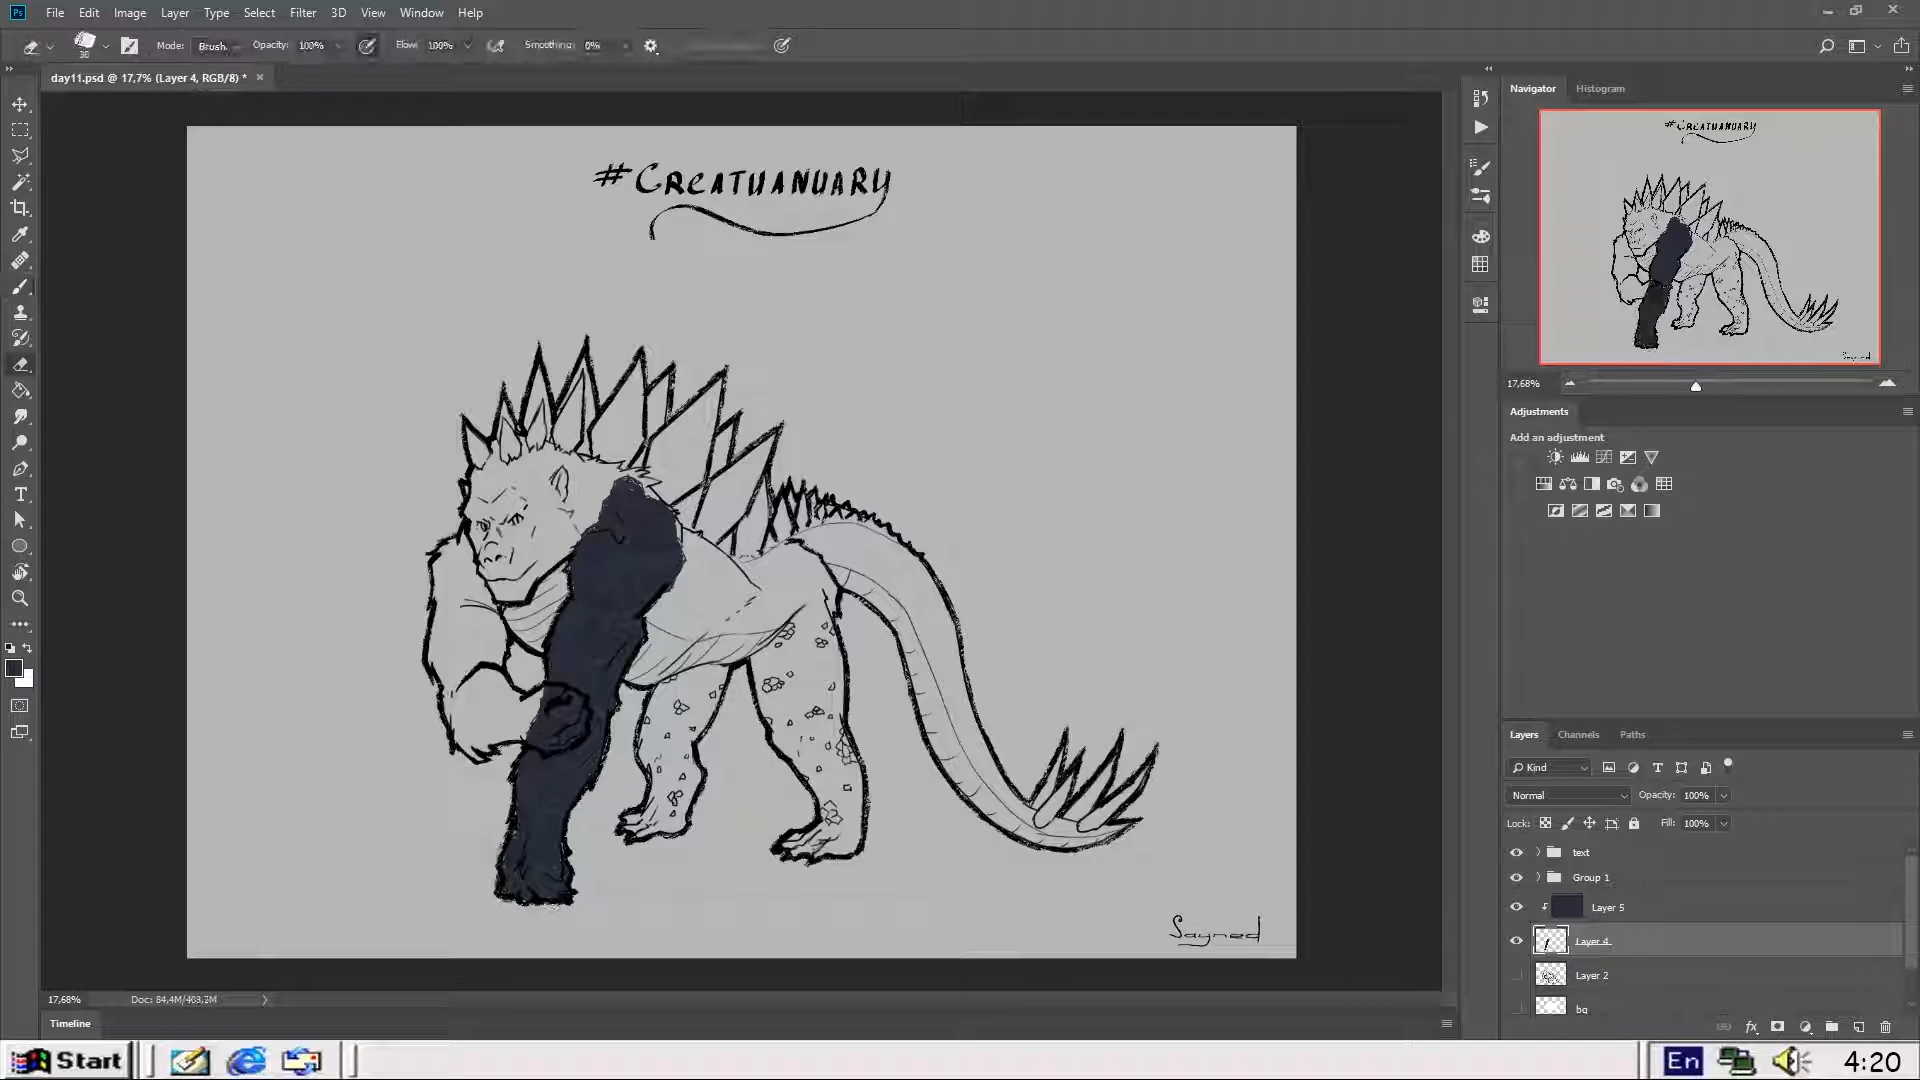 File Edit Image Layer Type Select Filter 3D View Window Help
38 Mode: Brush Opacity: 100% Flow: 100% Smoothing: 0%
day11.psd @ 17,7% (Layer 4, RGB/8) *
Navigator Histogram
#CREATUANUARY
17,68%
Adjustments
Add an adjustment
Layers Channels Paths
Kind
Normal Opacity: 100%
Lock: Fill: 100%
text
Group 1
Layer 5
Layer 4
Layer 2
bg
Sayned
17,68% Doc: 84,4M/403,2M
Timeline
Start En 4:20